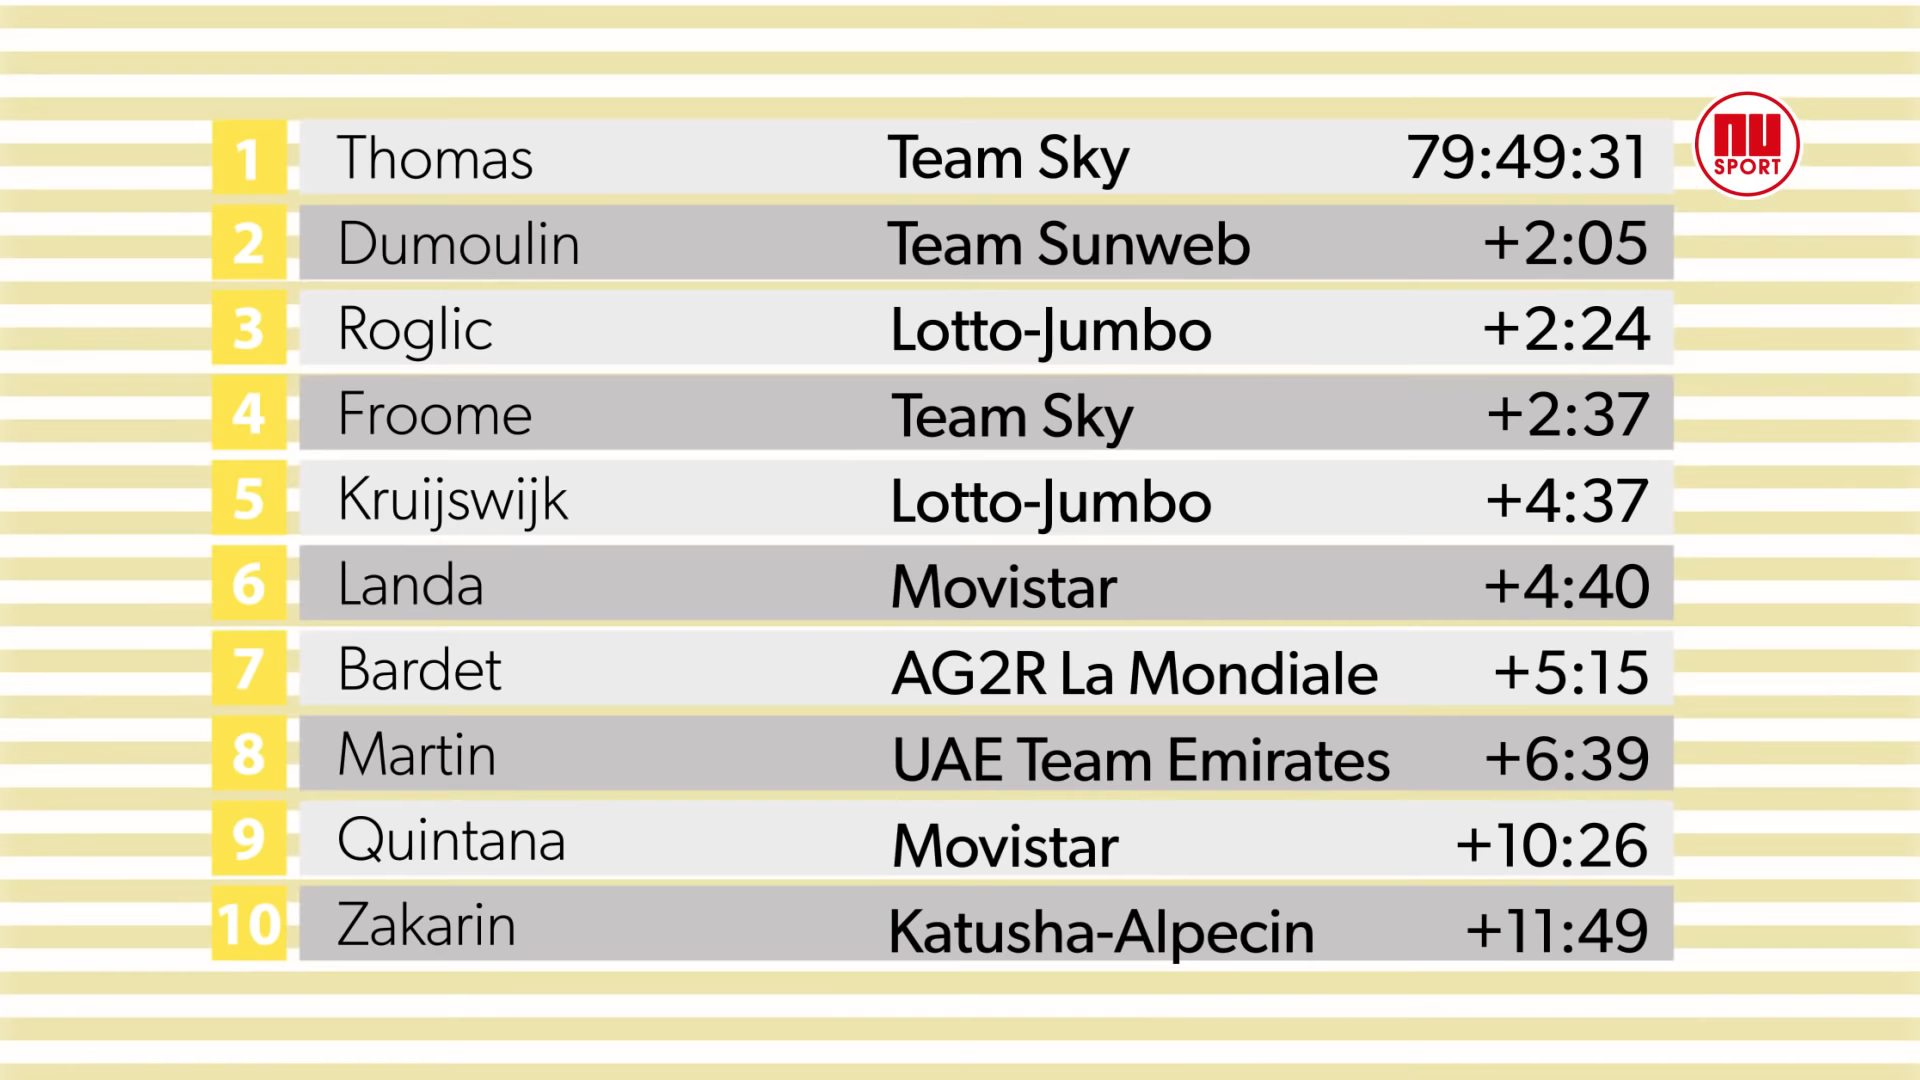 1 Thomas Team Sky 79:49:31
NU
SPORT
2 Dumoulin Team Sunweb +2:05
3 Roglic Lotto-Jumbo +2:24
4 Froome Team Sky +2:37
5 Kruijswijk Lotto-Jumbo +4:37
6 Landa Movistar +4:40
7 Bardet AG2R La Mondiale +5:15
8 Martin UAE Team Emirates +6:39
9 Quintana Movistar +10:26
10 Zakarin Katusha-Alpecin +11:49